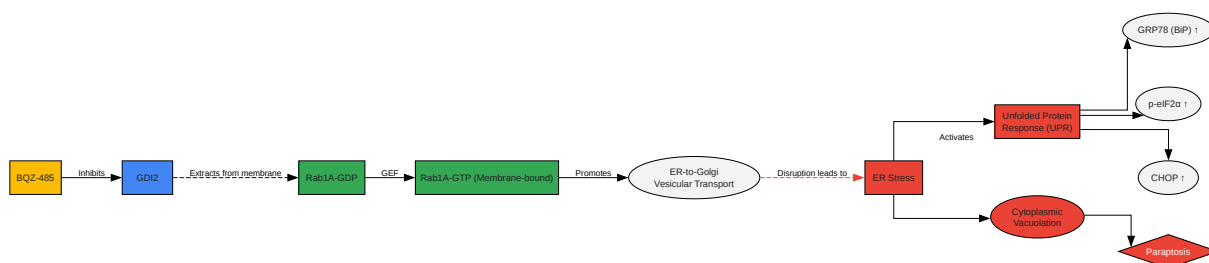 BQZ-485
Inhibits
GDI2
Extracts from membrane
Rab1A-GDP
GEF
Rab1A-GTP (Membrane-bound)
Promotes
ER-to-Golgi
Vesicular Transport
Disruption leads to
ER Stress
Activates
Unfolded Protein
Response (UPR)
GRP78 (BiP) ↑
p-eIF2α ↑
CHOP ↑
Cytoplasmic
Vacuolation
Paraptosis